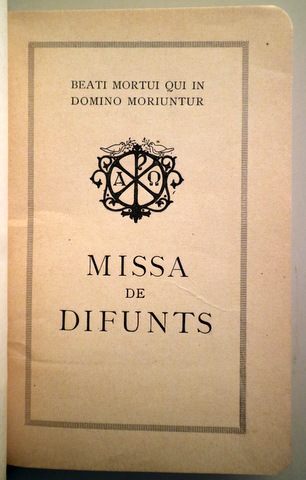 BEATI MORTUI QUI IN
DOMINO MORIUNTUR
A Ω
MISSA
DE
DIFUNTS